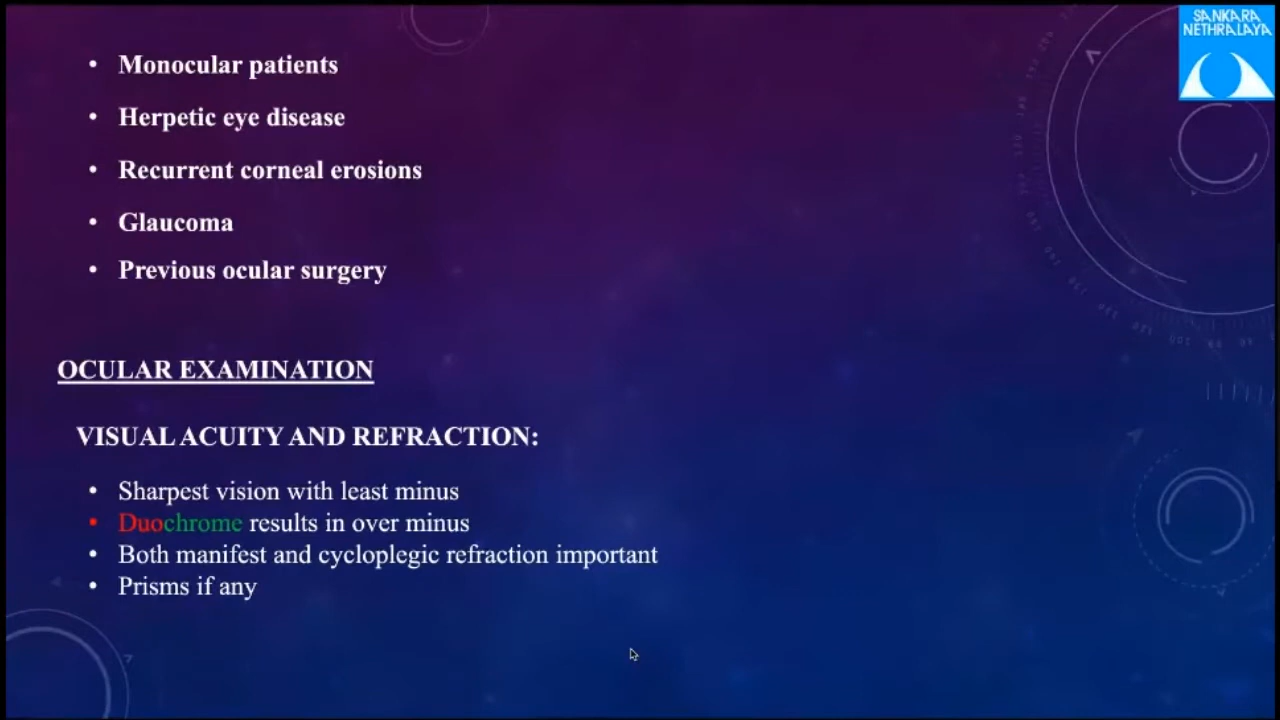 SANKARA
NETHRALAYA
• Monocular patients
• Herpetic eye disease
• Recurrent corneal erosions
• Glaucoma
• Previous ocular surgery
OCULAR EXAMINATION
VISUAL ACUITY AND REFRACTION:
• Sharpest vision with least minus
• Duochrome results in over minus
• Both manifest and cycloplegic refraction important
• Prisms if any